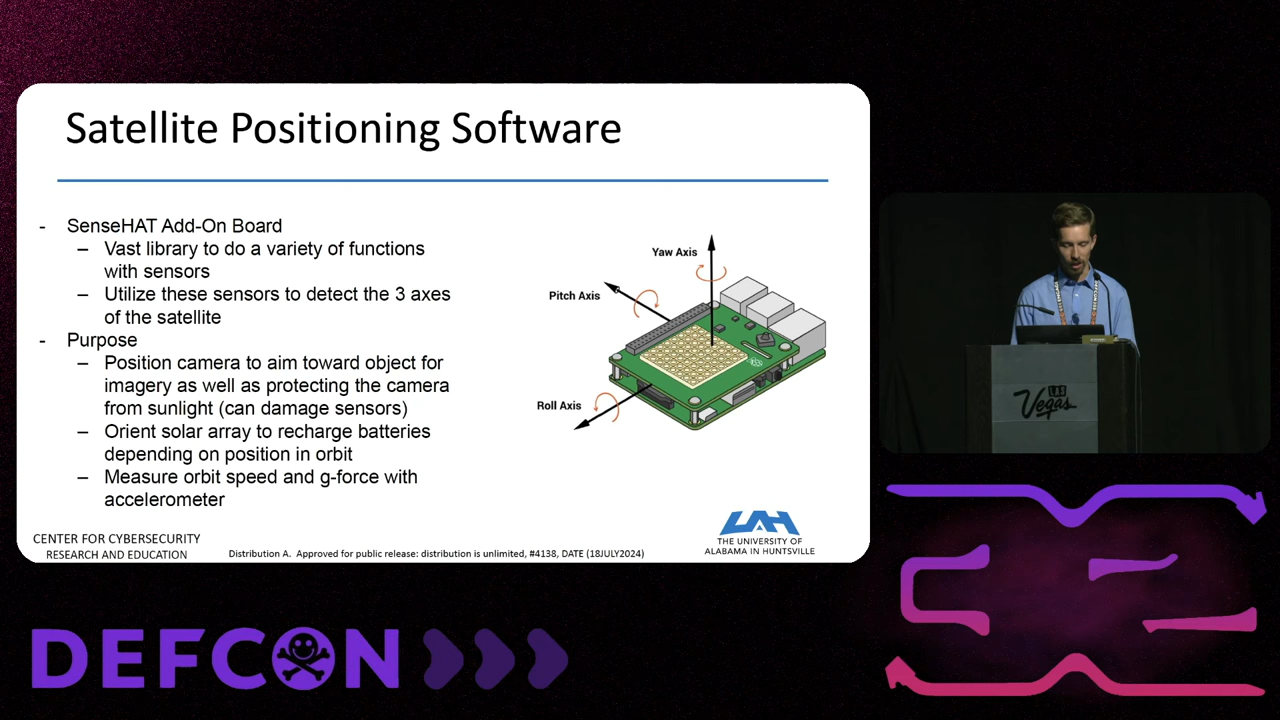 Satellite Positioning Software
- SenseHAT Add-On Board
– Vast library to do a variety of functions
with sensors
– Utilize these sensors to detect the 3 axes
of the satellite
- Purpose
– Position camera to aim toward object for
imagery as well as protecting the camera
from sunlight (can damage sensors)
– Orient solar array to recharge batteries
depending on position in orbit
– Measure orbit speed and g-force with
accelerometer
Yaw Axis
Pitch Axis
Roll Axis
CENTER FOR CYBERSECURITY
RESEARCH AND EDUCATION
Distribution A. Approved for public release: distribution is unlimited, #4138, DATE (18JULY2024)
UAH
THE UNIVERSITY OF
ALABAMA IN HUNTSVILLE
LAS
Vegas
DEFCON